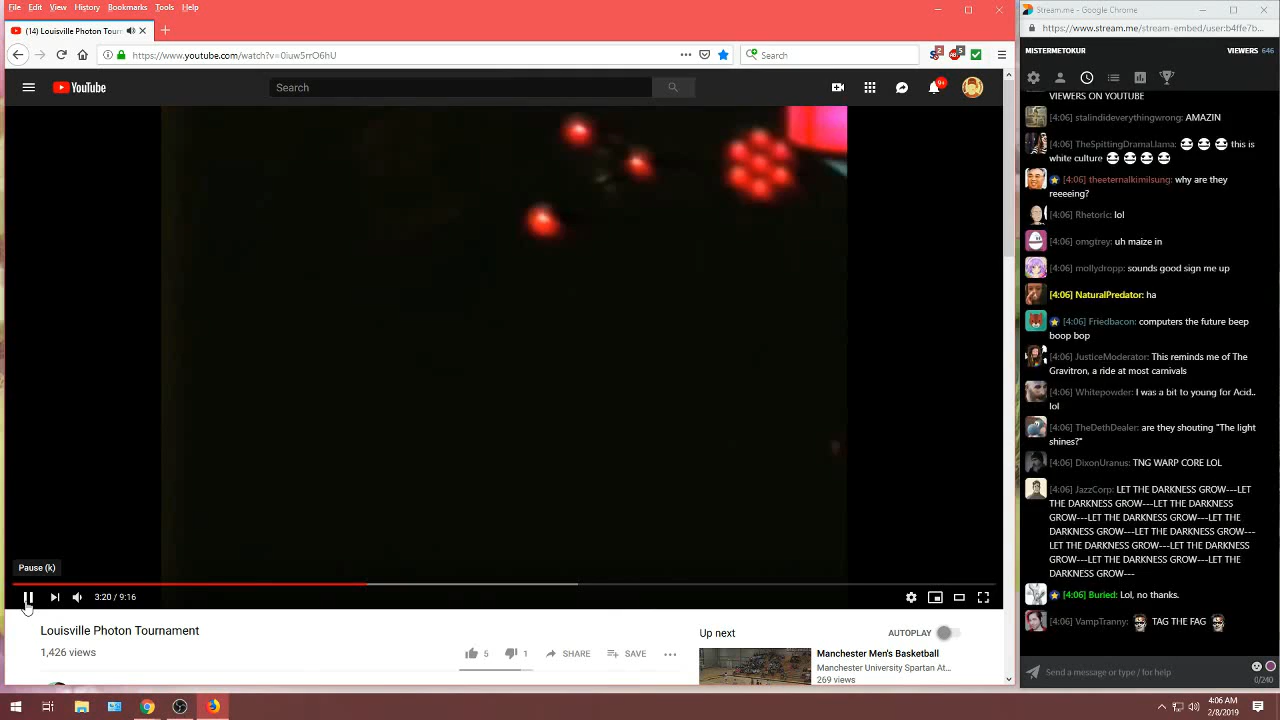 File Edit View History Bookmarks Tools Help
Stream.me - Google Chrome
(14) Louisville Photon Tourn
https://www.stream.me/stream-embed/user:b4ffe7b...
https://www.youtube.com/watch?v=0iuw5rrO6hU
Search
2
5
MISTERMETOKUR
VIEWERS 646
YouTube
Search
9+
VIEWERS ON YOUTUBE
[4:06] stalindideverythingwrong: AMAZIN
[4:06] TheSpittingDramaLlama: this is
white culture
[4:06] theeternalkimilsung: why are they
reeeeing?
[4:06] Rhetoric: lol
[4:06] omgtrey: uh maize in
[4:06] mollydropp: sounds good sign me up
[4:06] NaturalPredator: ha
[4:06] Friedbacon: computers the future beep
boop bop
[4:06] JusticeModerator: This reminds me of The
Gravitron, a ride at most carnivals
[4:06] Whitepowder: I was a bit to young for Acid..
lol
[4:06] TheDethDealer: are they shouting "The light
shines?"
[4:06] DixonUranus: TNG WARP CORE LOL
[4:06] JazzCorp: LET THE DARKNESS GROW---LET
THE DARKNESS GROW---LET THE DARKNESS
GROW---LET THE DARKNESS GROW---LET THE
DARKNESS GROW---LET THE DARKNESS GROW---
LET THE DARKNESS GROW---LET THE DARKNESS
GROW---LET THE DARKNESS GROW---LET THE
DARKNESS GROW---
[4:06] Buried: Lol, no thanks.
[4:06] VampTranny: TAG THE FAG
Pause (k)
3:20 / 9:16
Louisville Photon Tournament
1,426 views
5
1
SHARE
SAVE
Up next
AUTOPLAY
Manchester Men's Basketball
Manchester University Spartan At...
269 views
Send a message or type / for help
0/240
4:06 AM
2/8/2019